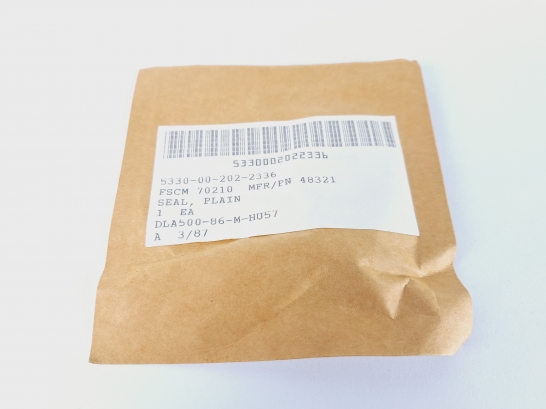 5330002022336
5330-00-202-2336
FSCM 70210  MFR/PN 48321
SEAL, PLAIN
1  EA
DLA500-86-M-HU57
A  3/87